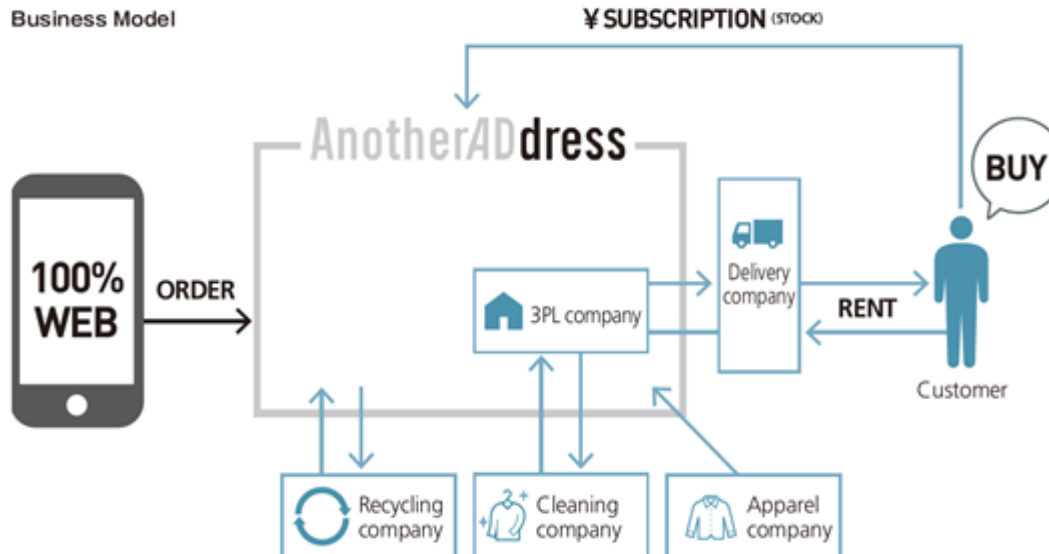 Business Model
¥ SUBSCRIPTION (STOCK)
AnotherADdress
BUY
100%
WEB
ORDER
3PL company
Delivery
company
RENT
Customer
Recycling
company
Cleaning
company
Apparel
company